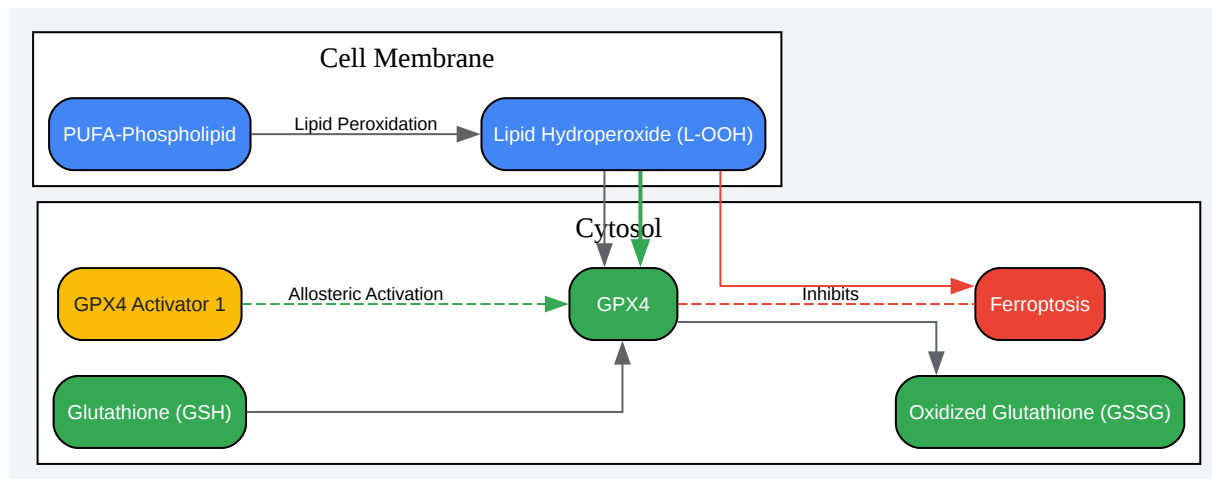 Cell Membrane
PUFA-Phospholipid
Lipid Peroxidation
Lipid Hydroperoxide (L-OOH)
Cytosol
GPX4 Activator 1
Allosteric Activation
GPX4
Inhibits
Ferroptosis
Glutathione (GSH)
Oxidized Glutathione (GSSG)